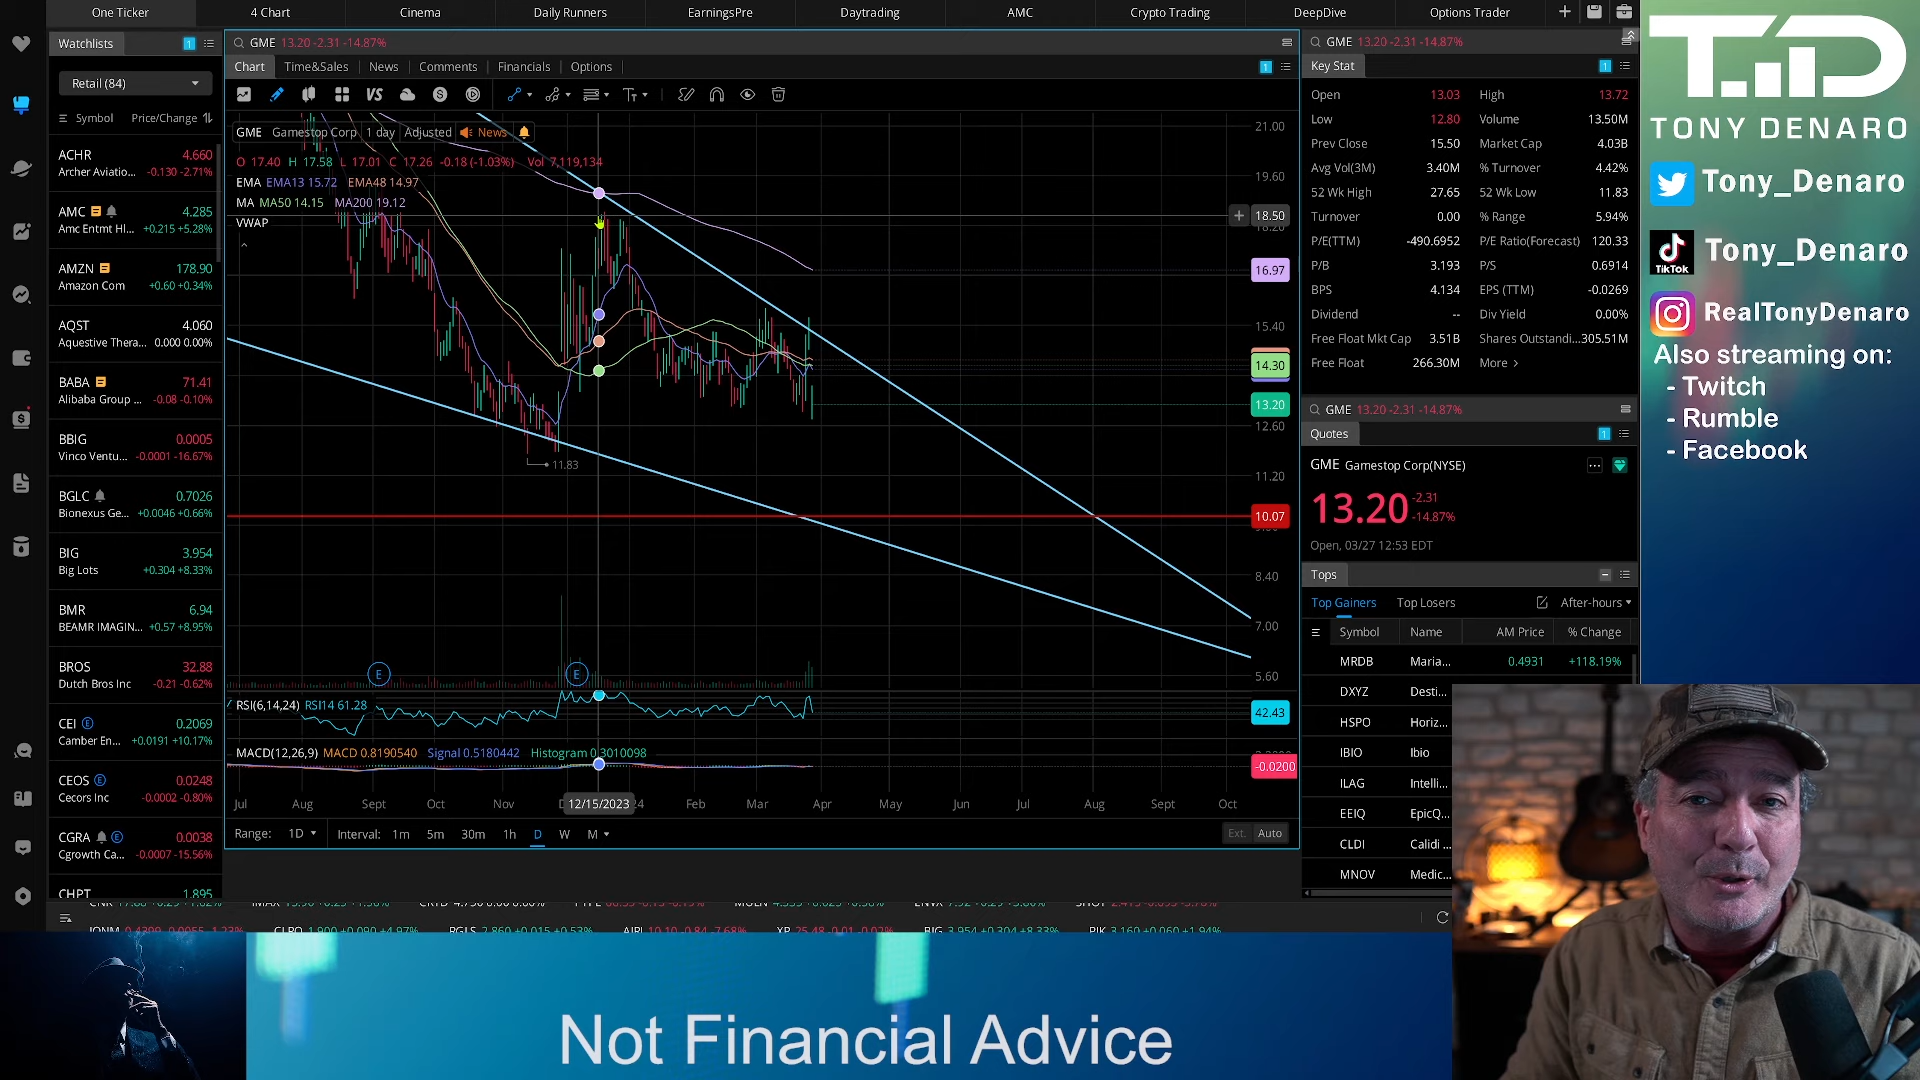 One Ticker 4 Chart Cinema Daily Runners EarningsPre Daytrading AMC Crypto Trading DeepDive Options Trader
Watchlists 1
Retail (84)
Symbol Price/Change
ACHR 4.660
Archer Aviatio... -0.130 -2.71%
AMC 4.285
Amc Entmt Hl... +0.215 +5.28%
AMZN 178.90
Amazon Com +0.60 +0.34%
AQST 4.060
Aquestive Thera... 0.000 0.00%
BABA 71.41
Alibaba Group ... -0.08 -0.10%
BBIG 0.0005
Vinco Ventu... -0.0001 -16.67%
BGLC 0.7026
Bionexus Ge... +0.0046 +0.66%
BIG 3.954
Big Lots +0.304 +8.33%
BMR 6.94
BEAMR IMAGIN... +0.57 +8.95%
BROS 32.88
Dutch Bros Inc -0.21 -0.62%
CEI E 0.2069
Camber En... +0.0191 +10.17%
CEOS E 0.0248
Cecors Inc -0.0002 -0.80%
CGRA E 0.0038
Cgrowth Ca... -0.0007 -15.56%
CHPT 1.895
GME 13.20 -2.31 -14.87%
Chart Time&Sales News Comments Financials Options 1
VS S
GME Gamestop Corp 1 day Adjusted News
O 17.40 H 17.58 L 17.01 C 17.26 -0.18 (-1.03%) Vol 7,119,134
EMA EMA13 15.72 EMA48 14.97
MA MA50 14.15 MA200 19.12
VWAP
21.00
19.60
18.50
18.20
16.97
15.40
14.30
13.20
12.60
11.83
11.20
10.07
8.40
7.00
5.60
E E
RSI(6,14,24) RSI14 61.28
42.43
MACD(12,26,9) MACD 0.8190540 Signal 0.5180442 Histogram 0.3010098
-0.0200
Jul Aug Sept Oct Nov 12/15/2023 24 Feb Mar Apr May Jun Jul Aug Sept Oct
Range: 1D Interval: 1m 5m 30m 1h D W M Ext. Auto
GME 13.20 -2.31 -14.87%
Key Stat 1
Open 13.03 High 13.72
Low 12.80 Volume 13.50M
Prev Close 15.50 Market Cap 4.03B
Avg Vol(3M) 3.40M % Turnover 4.42%
52 Wk High 27.65 52 Wk Low 11.83
Turnover 0.00 % Range 5.94%
P/E(TTM) -490.6952 P/E Ratio(Forecast) 120.33
P/B 3.193 P/S 0.6914
BPS 4.134 EPS (TTM) -0.0269
Dividend -- Div Yield 0.00%
Free Float Mkt Cap 3.51B Shares Outstandi... 305.51M
Free Float 266.30M More >
GME 13.20 -2.31 -14.87%
Quotes 1
GME Gamestop Corp(NYSE)
13.20 -2.31
-14.87%
Open, 03/27 12:53 EDT
Tops
Top Gainers Top Losers After-hours
Symbol Name AM Price % Change
MRDB Maria... 0.4931 +118.19%
DXYZ Desti...
HSPO Horiz...
IBIO Ibio
ILAG Intelli...
EEIQ EpicQ...
CLDI Calidi ...
MNOV Medic...
TD
TONY DENARO
Tony_Denaro
TikTok
Tony_Denaro
RealTonyDenaro
Also streaming on:
- Twitch
- Rumble
- Facebook
Not Financial Advice